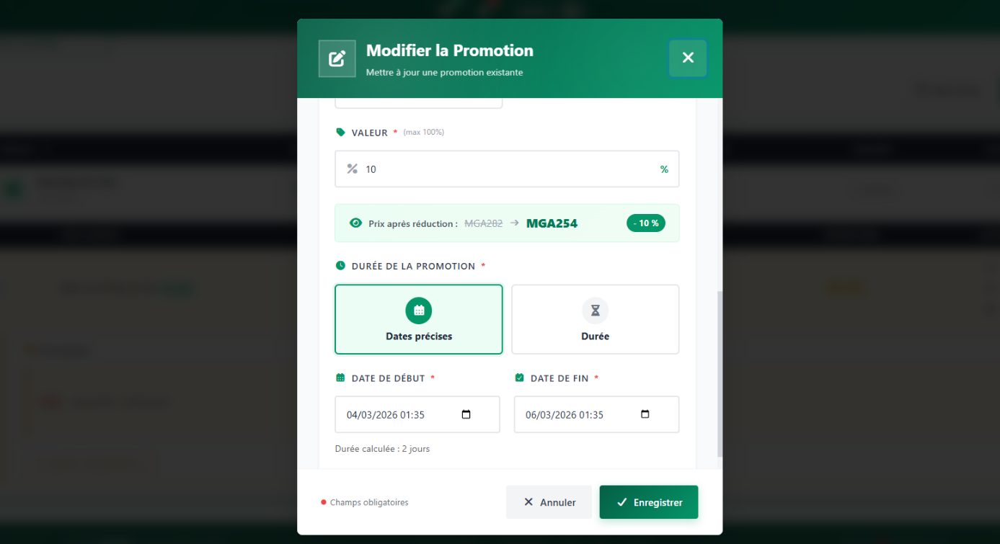 Modifier la Promotion
Mettre à jour une promotion existante
VALEUR * (max 100%)
10 %
Prix après réduction : MGA282 → MGA254 - 10 %
DURÉE DE LA PROMOTION *
Dates précises
Durée
DATE DE DÉBUT *
DATE DE FIN *
04/03/2026 01:35
06/03/2026 01:35
Durée calculée : 2 jours
Champs obligatoires
Annuler
Enregistrer